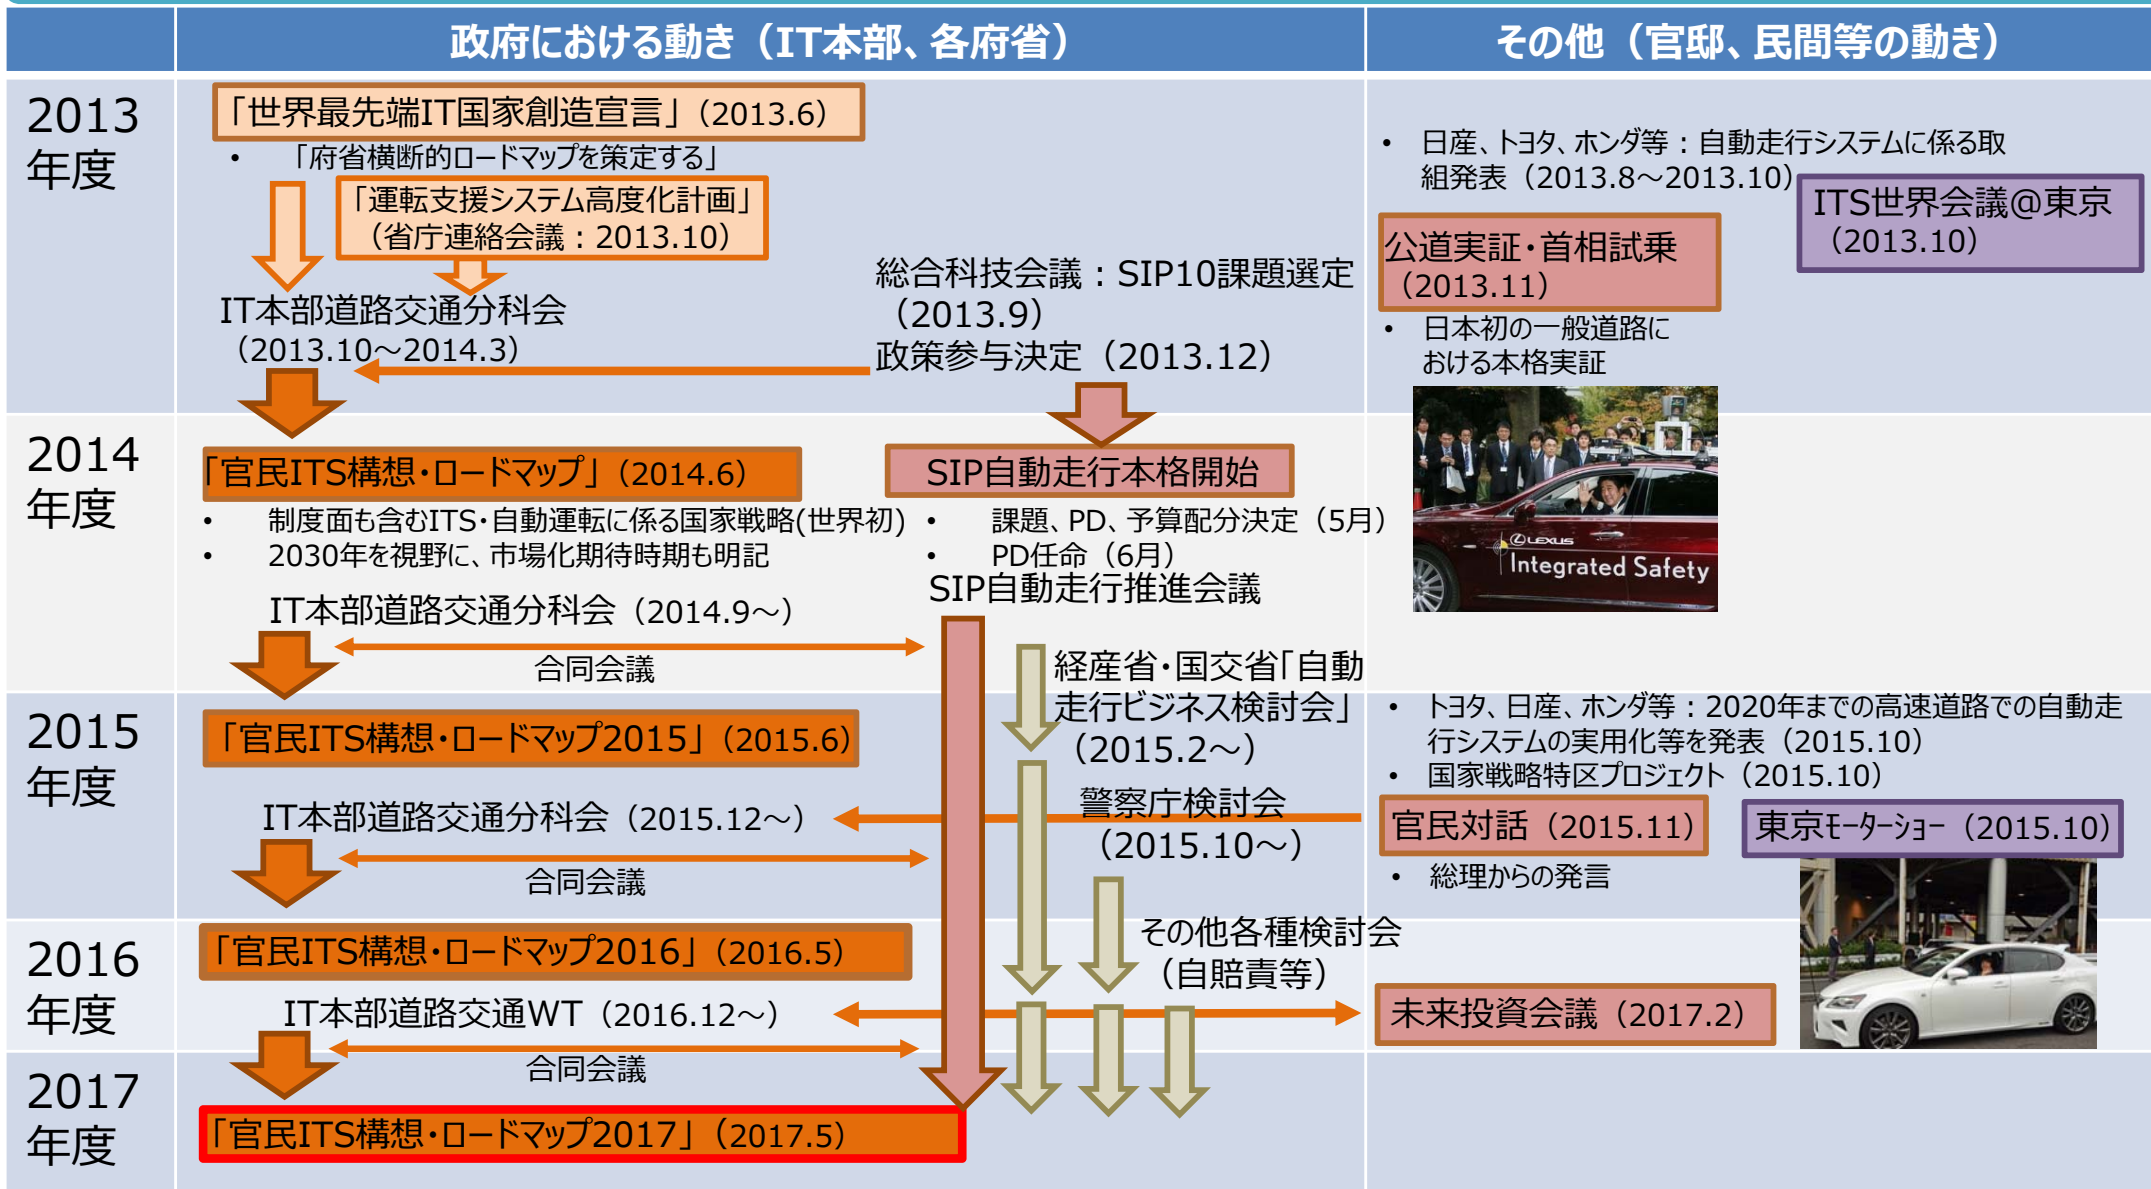 政府における動き（IT本部、各府省）
その他（官邸、民間等の動き）
2013
年度
「世界最先端IT国家創造宣言」（2013.6）
• 「府省横断的ロードマップを策定する」
「運転支援システム高度化計画」
（省庁連絡会議：2013.10）
IT本部道路交通分科会
（2013.10～2014.3）
総合科技会議：SIP10課題選定
（2013.9）
政策参与決定（2013.12）
• 日産、トヨタ、ホンダ等：自動走行システムに係る取
組発表（2013.8～2013.10）
ITS世界会議@東京
（2013.10）
公道実証・首相試乗
（2013.11）
• 日本初の一般道路に
おける本格実証
2014
年度
「官民ITS構想・ロードマップ」（2014.6）
• 制度面も含むITS・自動運転に係る国家戦略(世界初)
• 2030年を視野に、市場化期待時期も明記
IT本部道路交通分科会（2014.9～）
合同会議
SIP自動走行本格開始
• 課題、PD、予算配分決定（5月）
• PD任命（6月）
SIP自動走行推進会議
経産省・国交省「自動
走行ビジネス検討会」
（2015.2～）
LEXUS
Integrated Safety
2015
年度
「官民ITS構想・ロードマップ2015」（2015.6）
IT本部道路交通分科会（2015.12～）
合同会議
警察庁検討会
（2015.10～）
• トヨタ、日産、ホンダ等：2020年までの高速道路での自動走
行システムの実用化等を発表（2015.10）
• 国家戦略特区プロジェクト（2015.10）
官民対話（2015.11）
東京モーターショー（2015.10）
• 総理からの発言
2016
年度
「官民ITS構想・ロードマップ2016」（2016.5）
IT本部道路交通WT（2016.12～）
合同会議
その他各種検討会
（自賠責等）
未来投資会議（2017.2）
2017
年度
「官民ITS構想・ロードマップ2017」（2017.5）